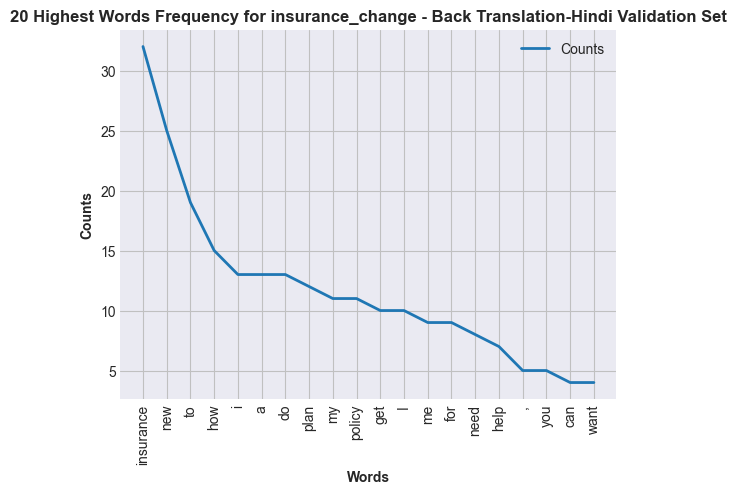 20 Highest Words Frequency for insurance_change - Back Translation-Hindi Validation Set
Counts
Counts
30
25
20
15
10
5
insurance
new
to
how
i
a
do
plan
my
policy
get
I
me
for
need
help
,
you
can
want
Words